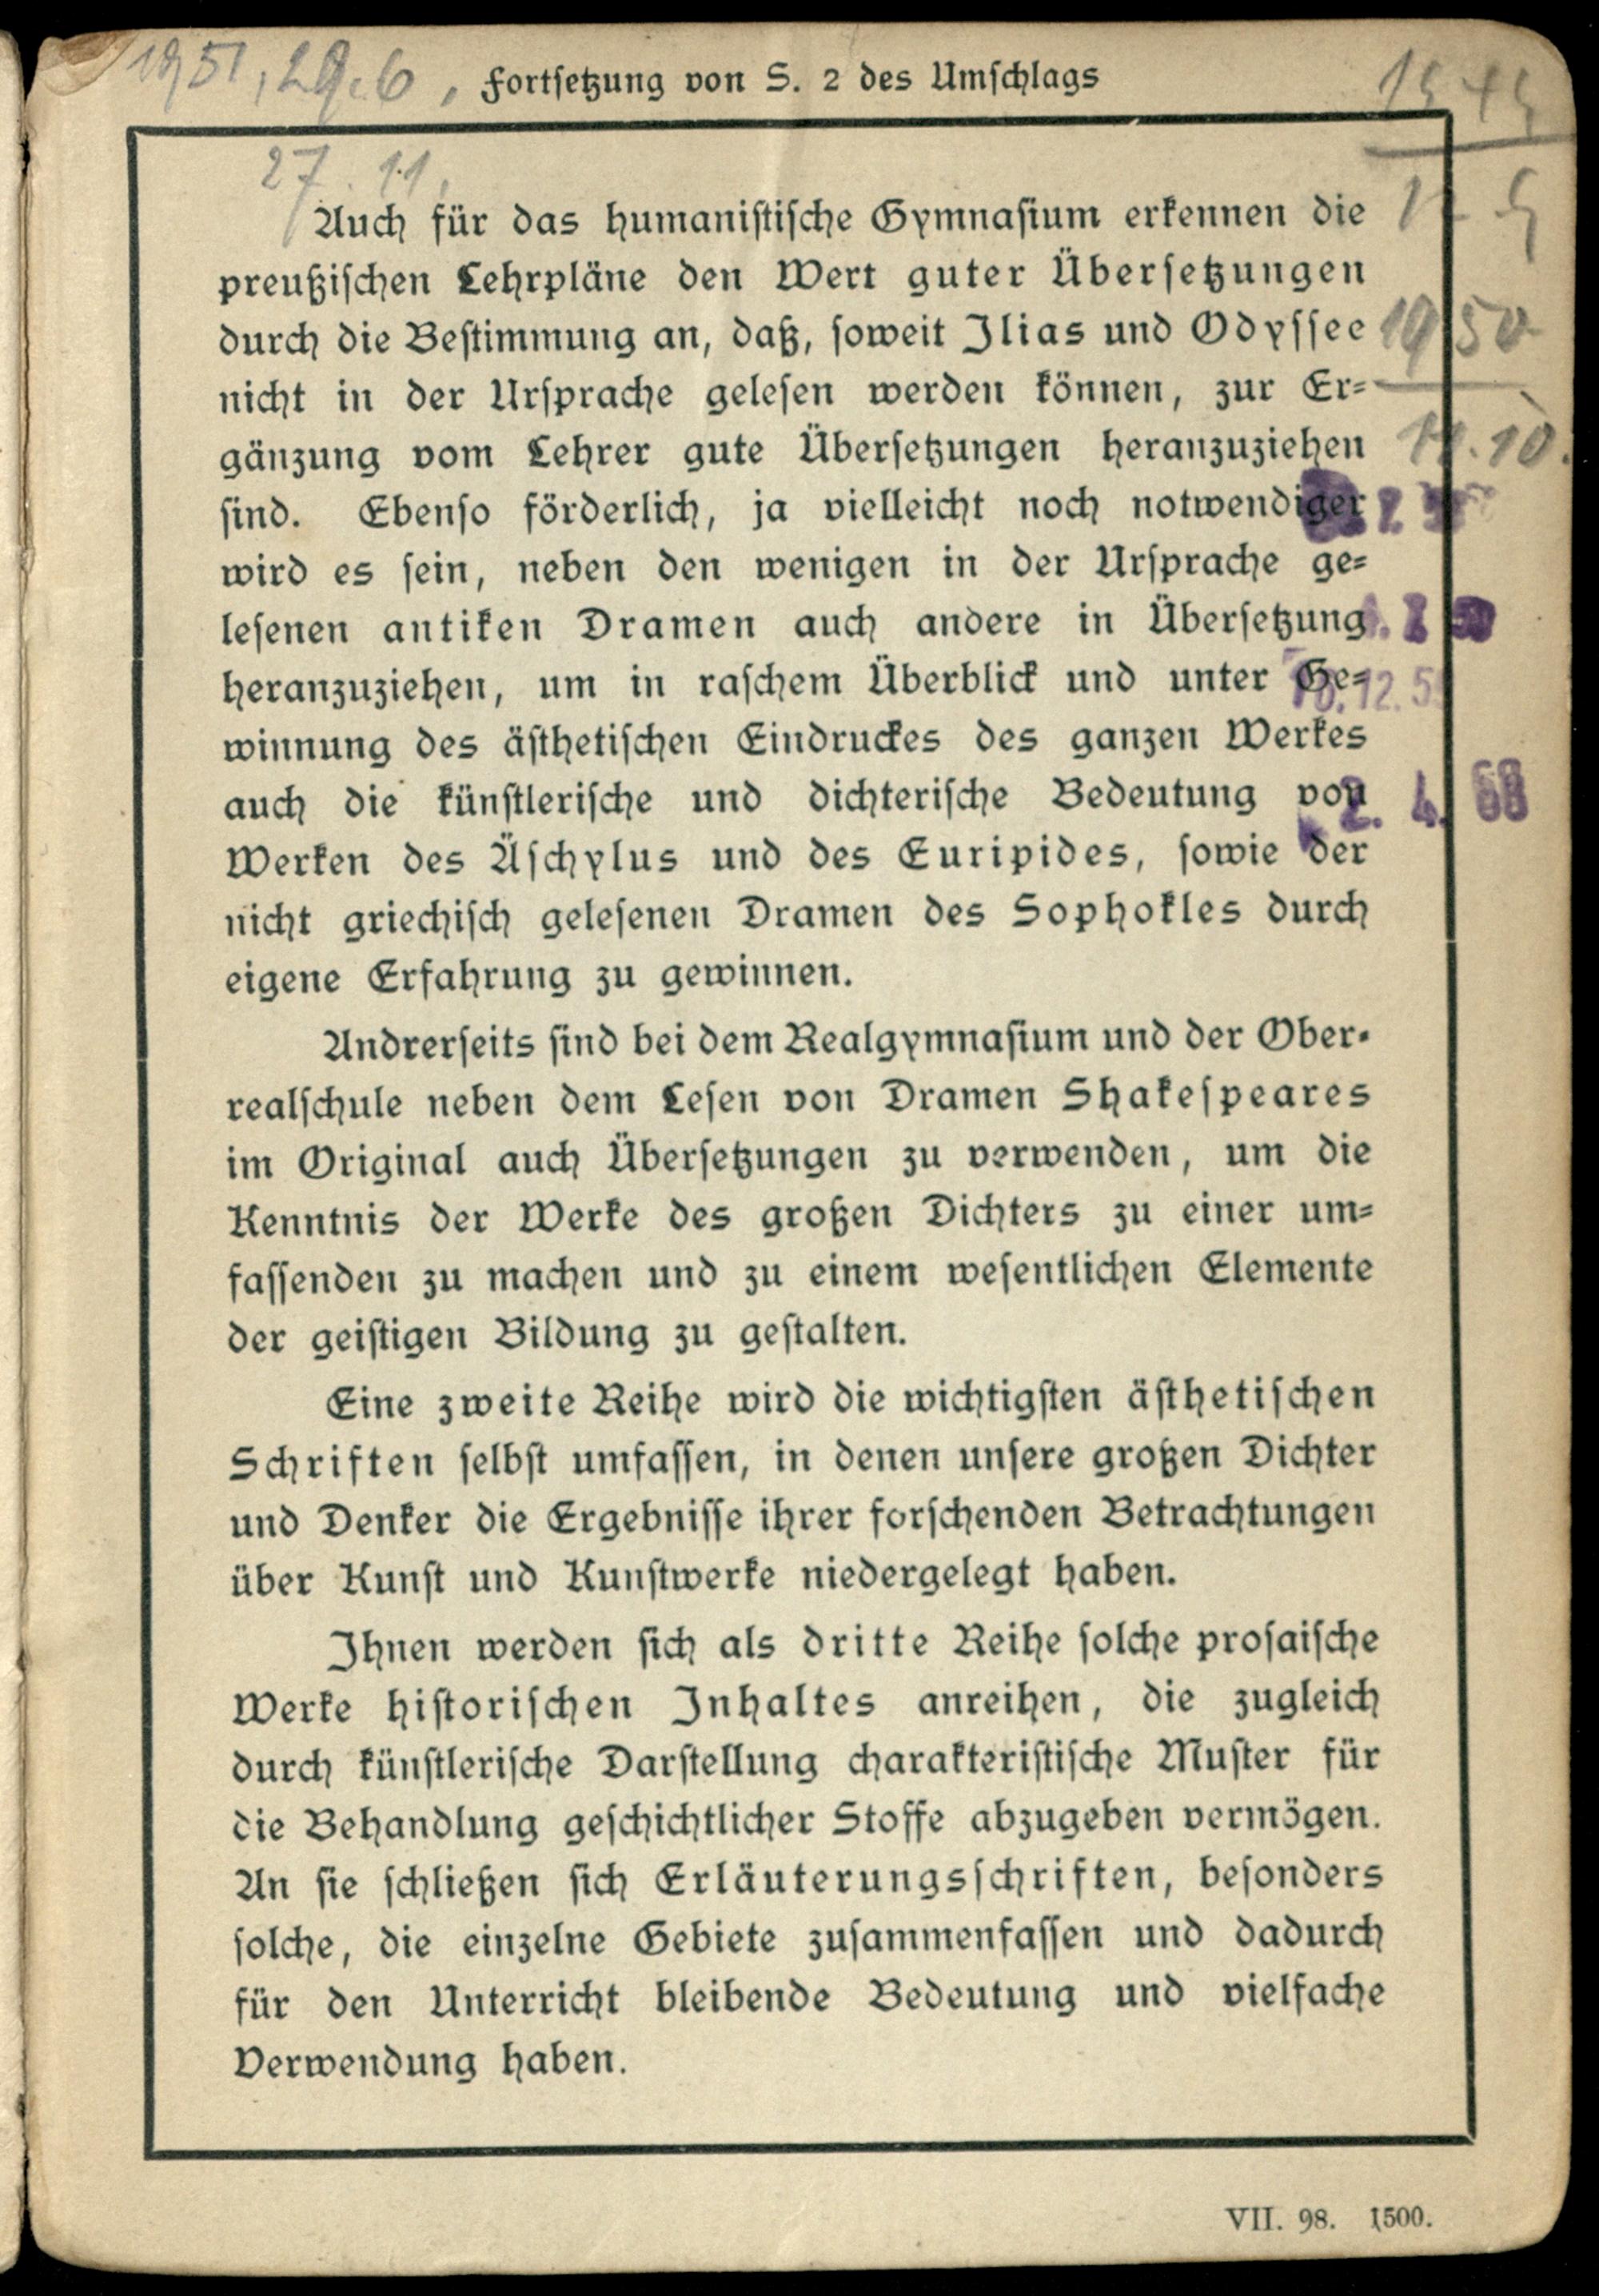 1951, 29.6, Fortsetzung von S. 2 des Umschlags
27.11.
Auch für das humanistische Gymnasium erkennen die
preußischen Lehrpläne den Wert guter Übersetzungen
durch die Bestimmung an, daß, soweit Ilias und Odyssee
1950
nicht in der Ursprache gelesen werden können, zur Er-
gänzung vom Lehrer gute Übersetzungen heranzuziehen
sind. Ebenso förderlich, ja vielleicht noch notwendiger
wird es sein, neben den wenigen in der Ursprache ge-
lesenen antiken Dramen auch andere in Übersetzung
heranzuziehen, um in raschem Überblick und unter Ge-
winnung des ästhetischen Eindruckes des ganzen Werkes
auch die künstlerische und dichterische Bedeutung von
2. 4. 68
Werken des Äschylus und des Euripides, sowie der
nicht griechisch gelesenen Dramen des Sophokles durch
eigene Erfahrung zu gewinnen.
Andrerseits sind bei dem Realgymnasium und der Ober-
realschule neben dem Lesen von Dramen Shakespeares
im Original auch Übersetzungen zu verwenden, um die
Kenntnis der Werke des großen Dichters zu einer um-
fassenden zu machen und zu einem wesentlichen Elemente
der geistigen Bildung zu gestalten.
Eine zweite Reihe wird die wichtigsten ästhetischen
Schriften selbst umfassen, in denen unsere großen Dichter
und Denker die Ergebnisse ihrer forschenden Betrachtungen
über Kunst und Kunstwerke niedergelegt haben.
Ihnen werden sich als dritte Reihe solche prosaische
Werke historischen Inhaltes anreihen, die zugleich
durch künstlerische Darstellung charakteristische Muster für
die Behandlung geschichtlicher Stoffe abzugeben vermögen.
An sie schließen sich Erläuterungsschriften, besonders
solche, die einzelne Gebiete zusammenfassen und dadurch
für den Unterricht bleibende Bedeutung und vielfache
Verwendung haben.
VII. 98. 1500.